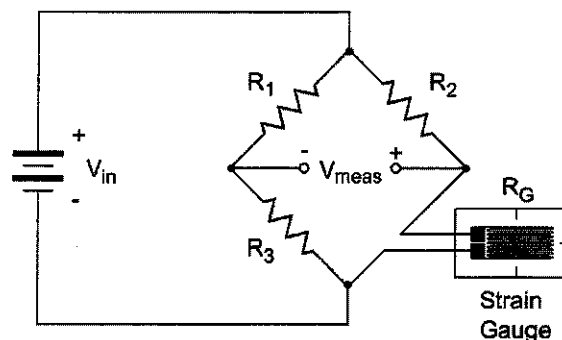 R1
R2
+
Vin
-
-
Vmeas
+
RG
R3
Strain
Gauge